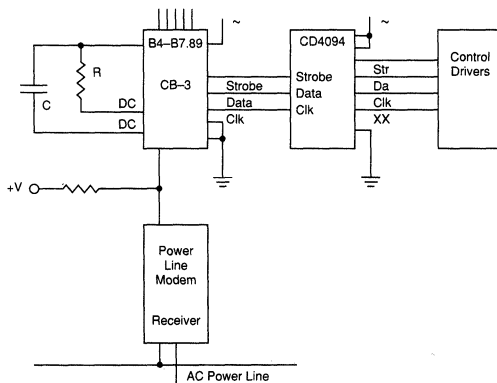 ~
~
B4–B7.89
CD4094
Control
Drivers
R
CB–3
C
Strobe
Data
Clk
Strobe
Data
Clk
Str
Da
Clk
XX
DC
DC
+V
Power
Line
Modem
Receiver
AC Power Line